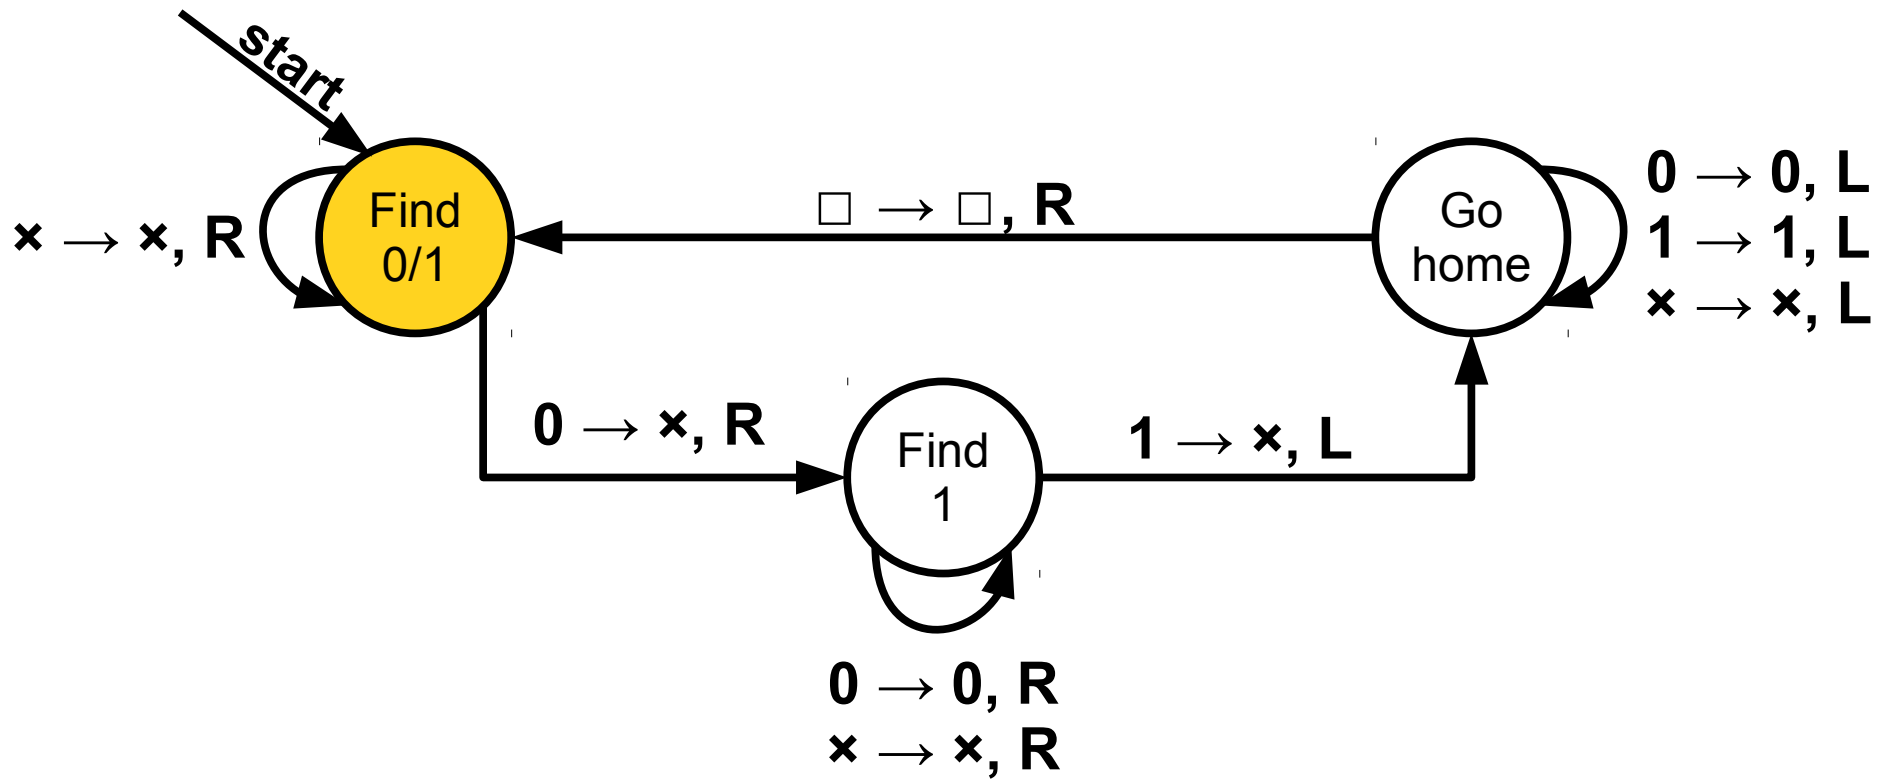 start
Find
0/1
× → ×, R
□ → □, R
Go
home
0 → 0, L
1 → 1, L
× → ×, L
0 → ×, R
Find
1
1 → ×, L
0 → 0, R
× → ×, R